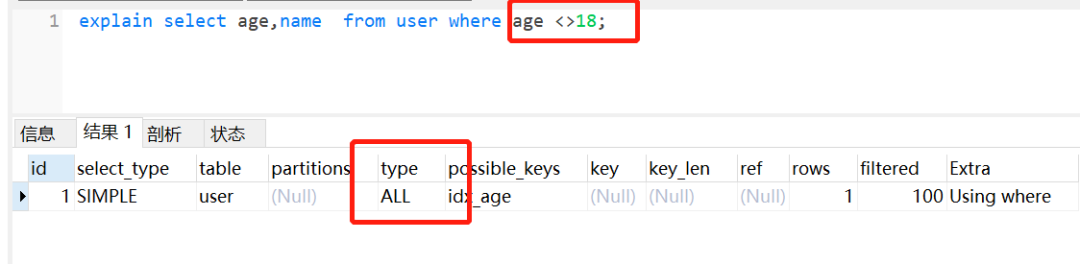 1 explain select age,name  from user where age <>18;
信息 结果 1 剖析 状态
id select_type table partitions type possible_keys key key_len ref rows filtered Extra
1 SIMPLE user (Null) ALL idx_age (Null) (Null) (Null) 1 100 Using where